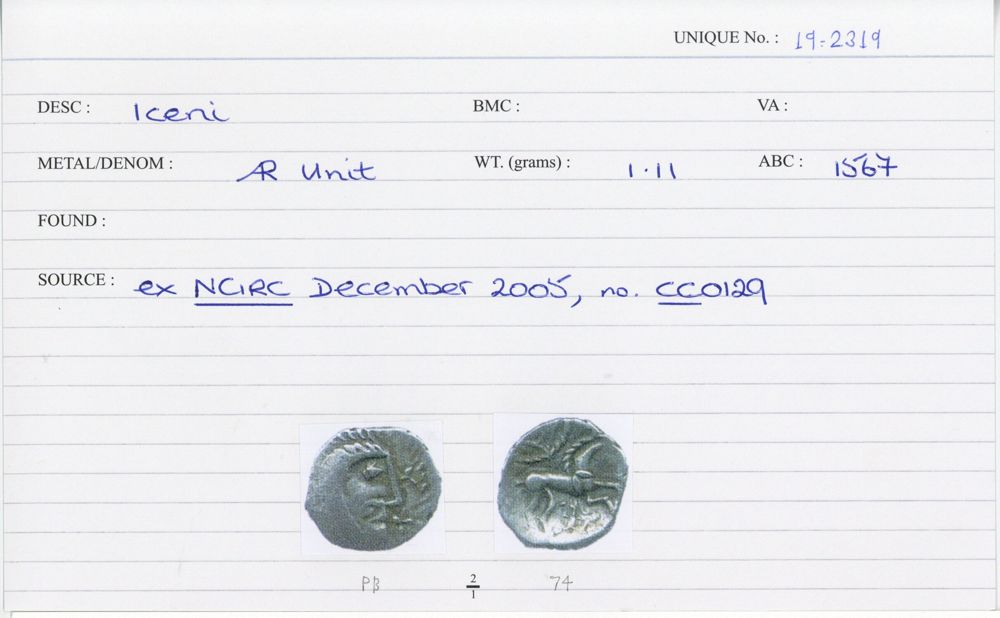 UNIQUE No. : 19-2319
DESC : Iceni BMC : VA :
METAL/DENOM : AR Unit WT. (grams) : 1.11 ABC : 1567
FOUND :
SOURCE : ex NCIRC December 2005, no. CC0129
PB 2/1 74